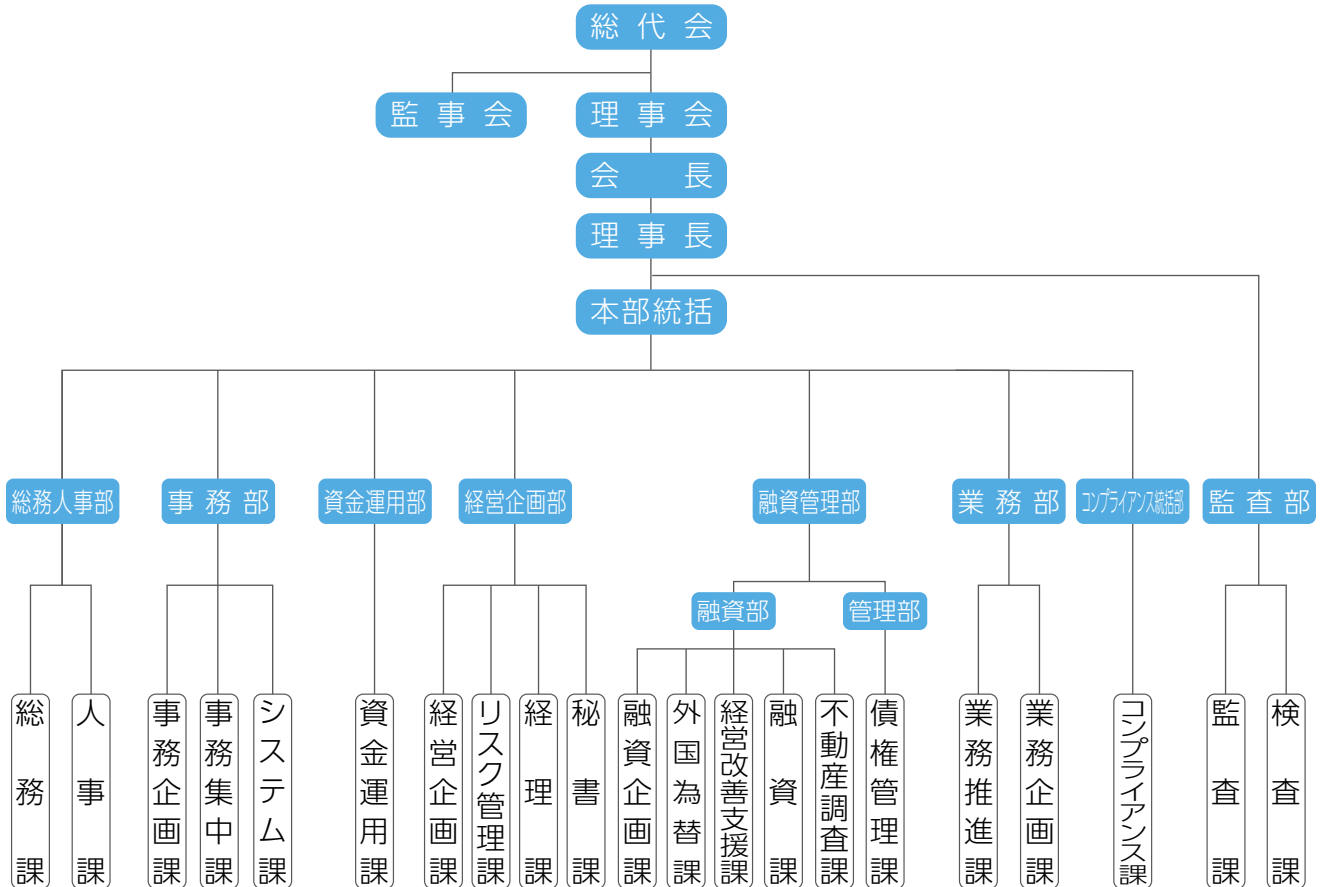 総代会
監事会
理事会
会長
理事長
本部統括
総務人事部
事務部
資金運用部
経営企画部
融資管理部
業務部
コンプライアンス統括部
監査部
融資部
管理部
総務課
人事課
事務企画課
事務集中課
システム課
資金運用課
経営企画課
リスク管理課
経理課
秘書課
融資企画課
外国為替課
経営改善支援課
融資課
不動産調査課
債権管理課
業務推進課
業務企画課
コンプライアンス課
監査課
検査課